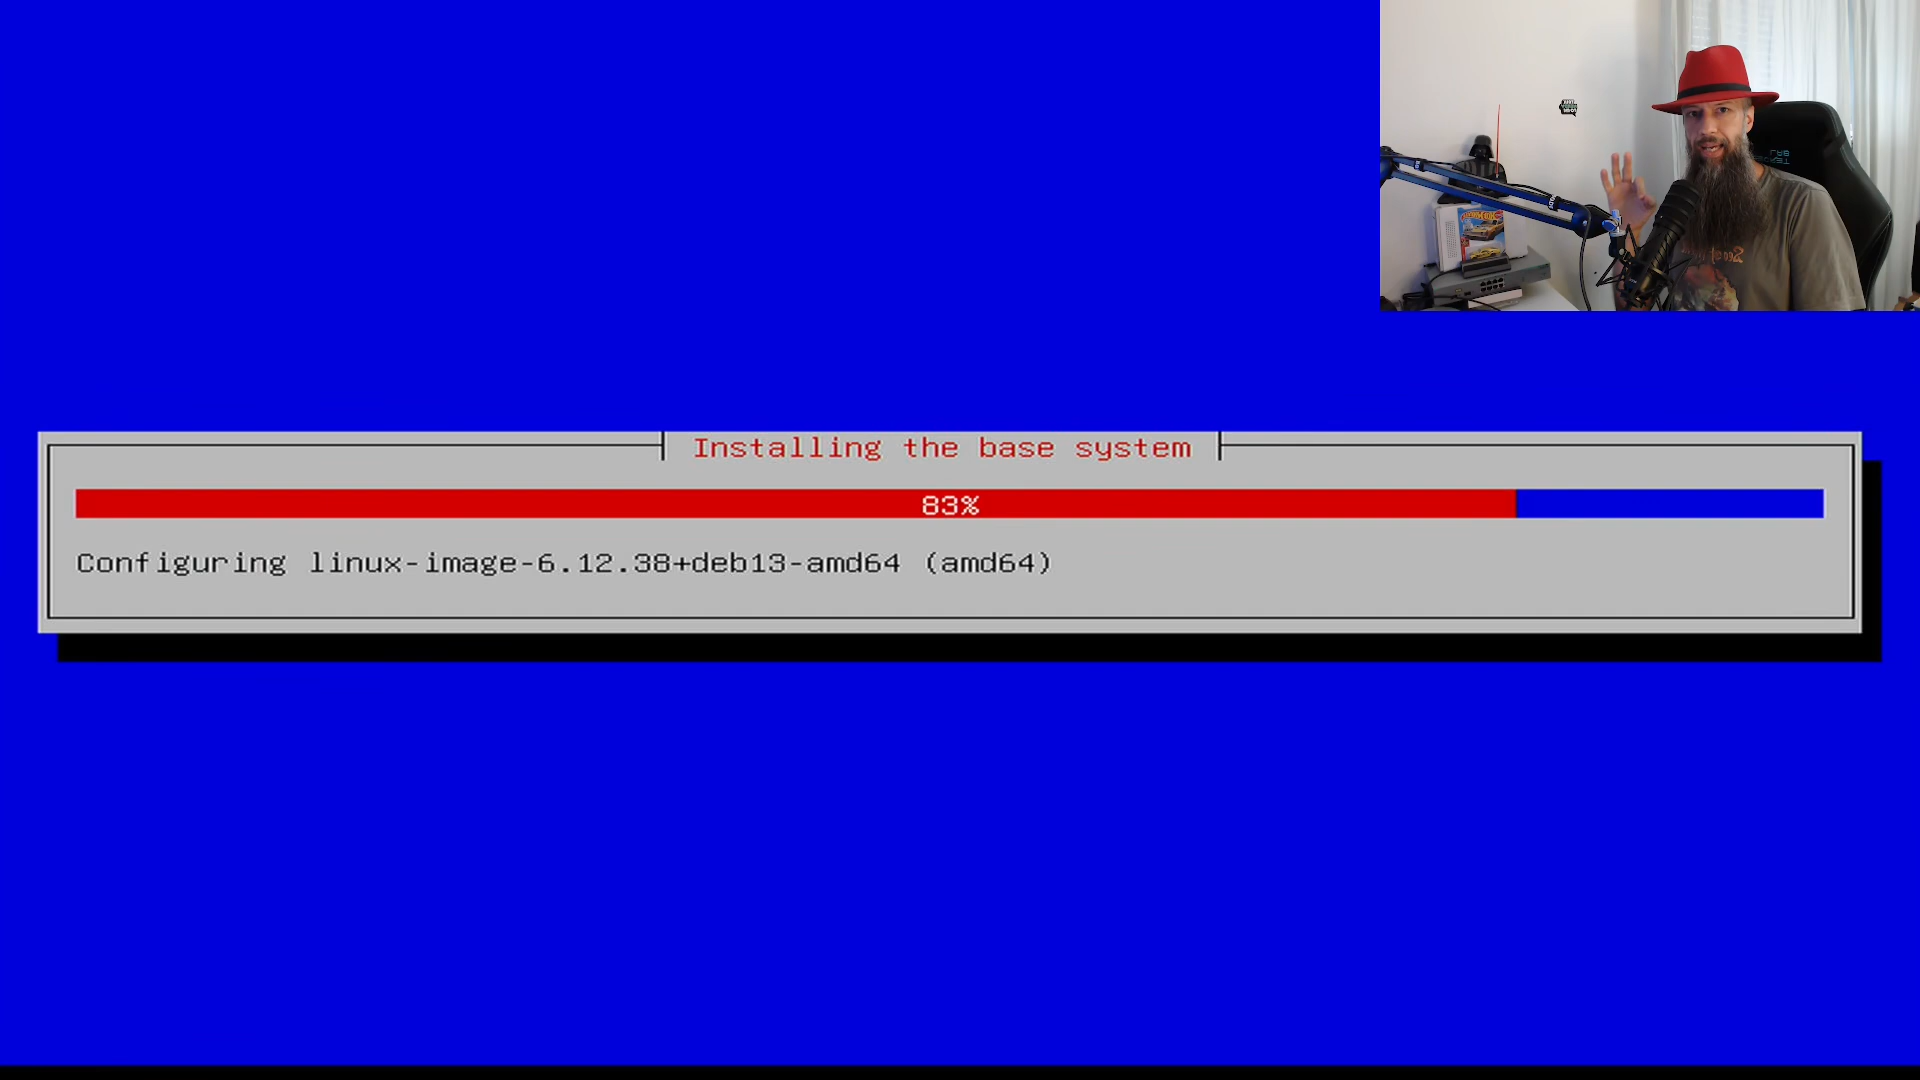 Installing the base system
83%
Configuring linux-image-6.12.38+deb13-amd64 (amd64)